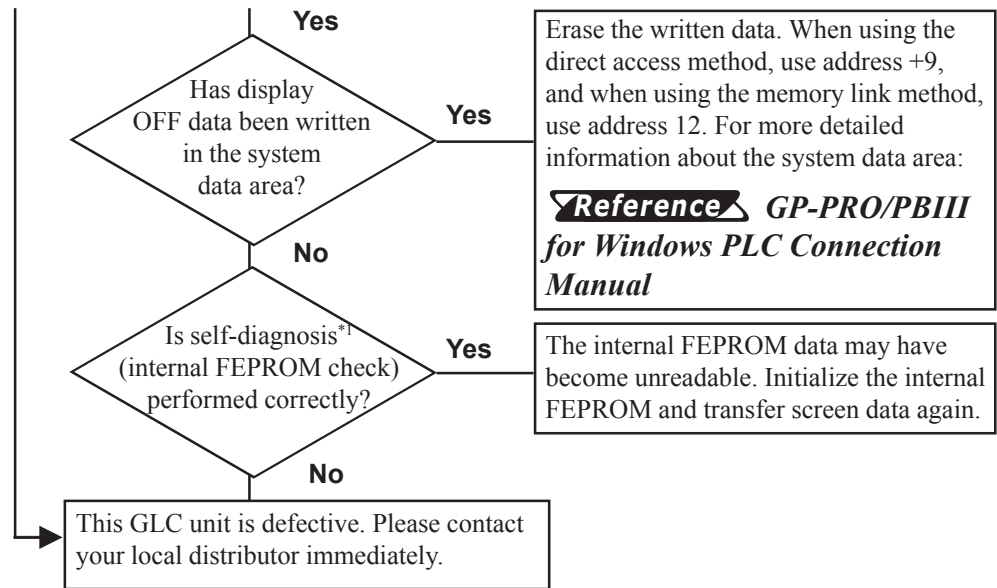 Yes
Has display
OFF data been written
in the system
data area?
Yes
Erase the written data. When using the
direct access method, use address +9,
and when using the memory link method,
use address 12. For more detailed
information about the system data area:
Reference GP-PRO/PBIII
for Windows PLC Connection
Manual
No
Is self-diagnosis*1
(internal FEPROM check)
performed correctly?
Yes
The internal FEPROM data may have
become unreadable. Initialize the internal
FEPROM and transfer screen data again.
No
This GLC unit is defective. Please contact
your local distributor immediately.